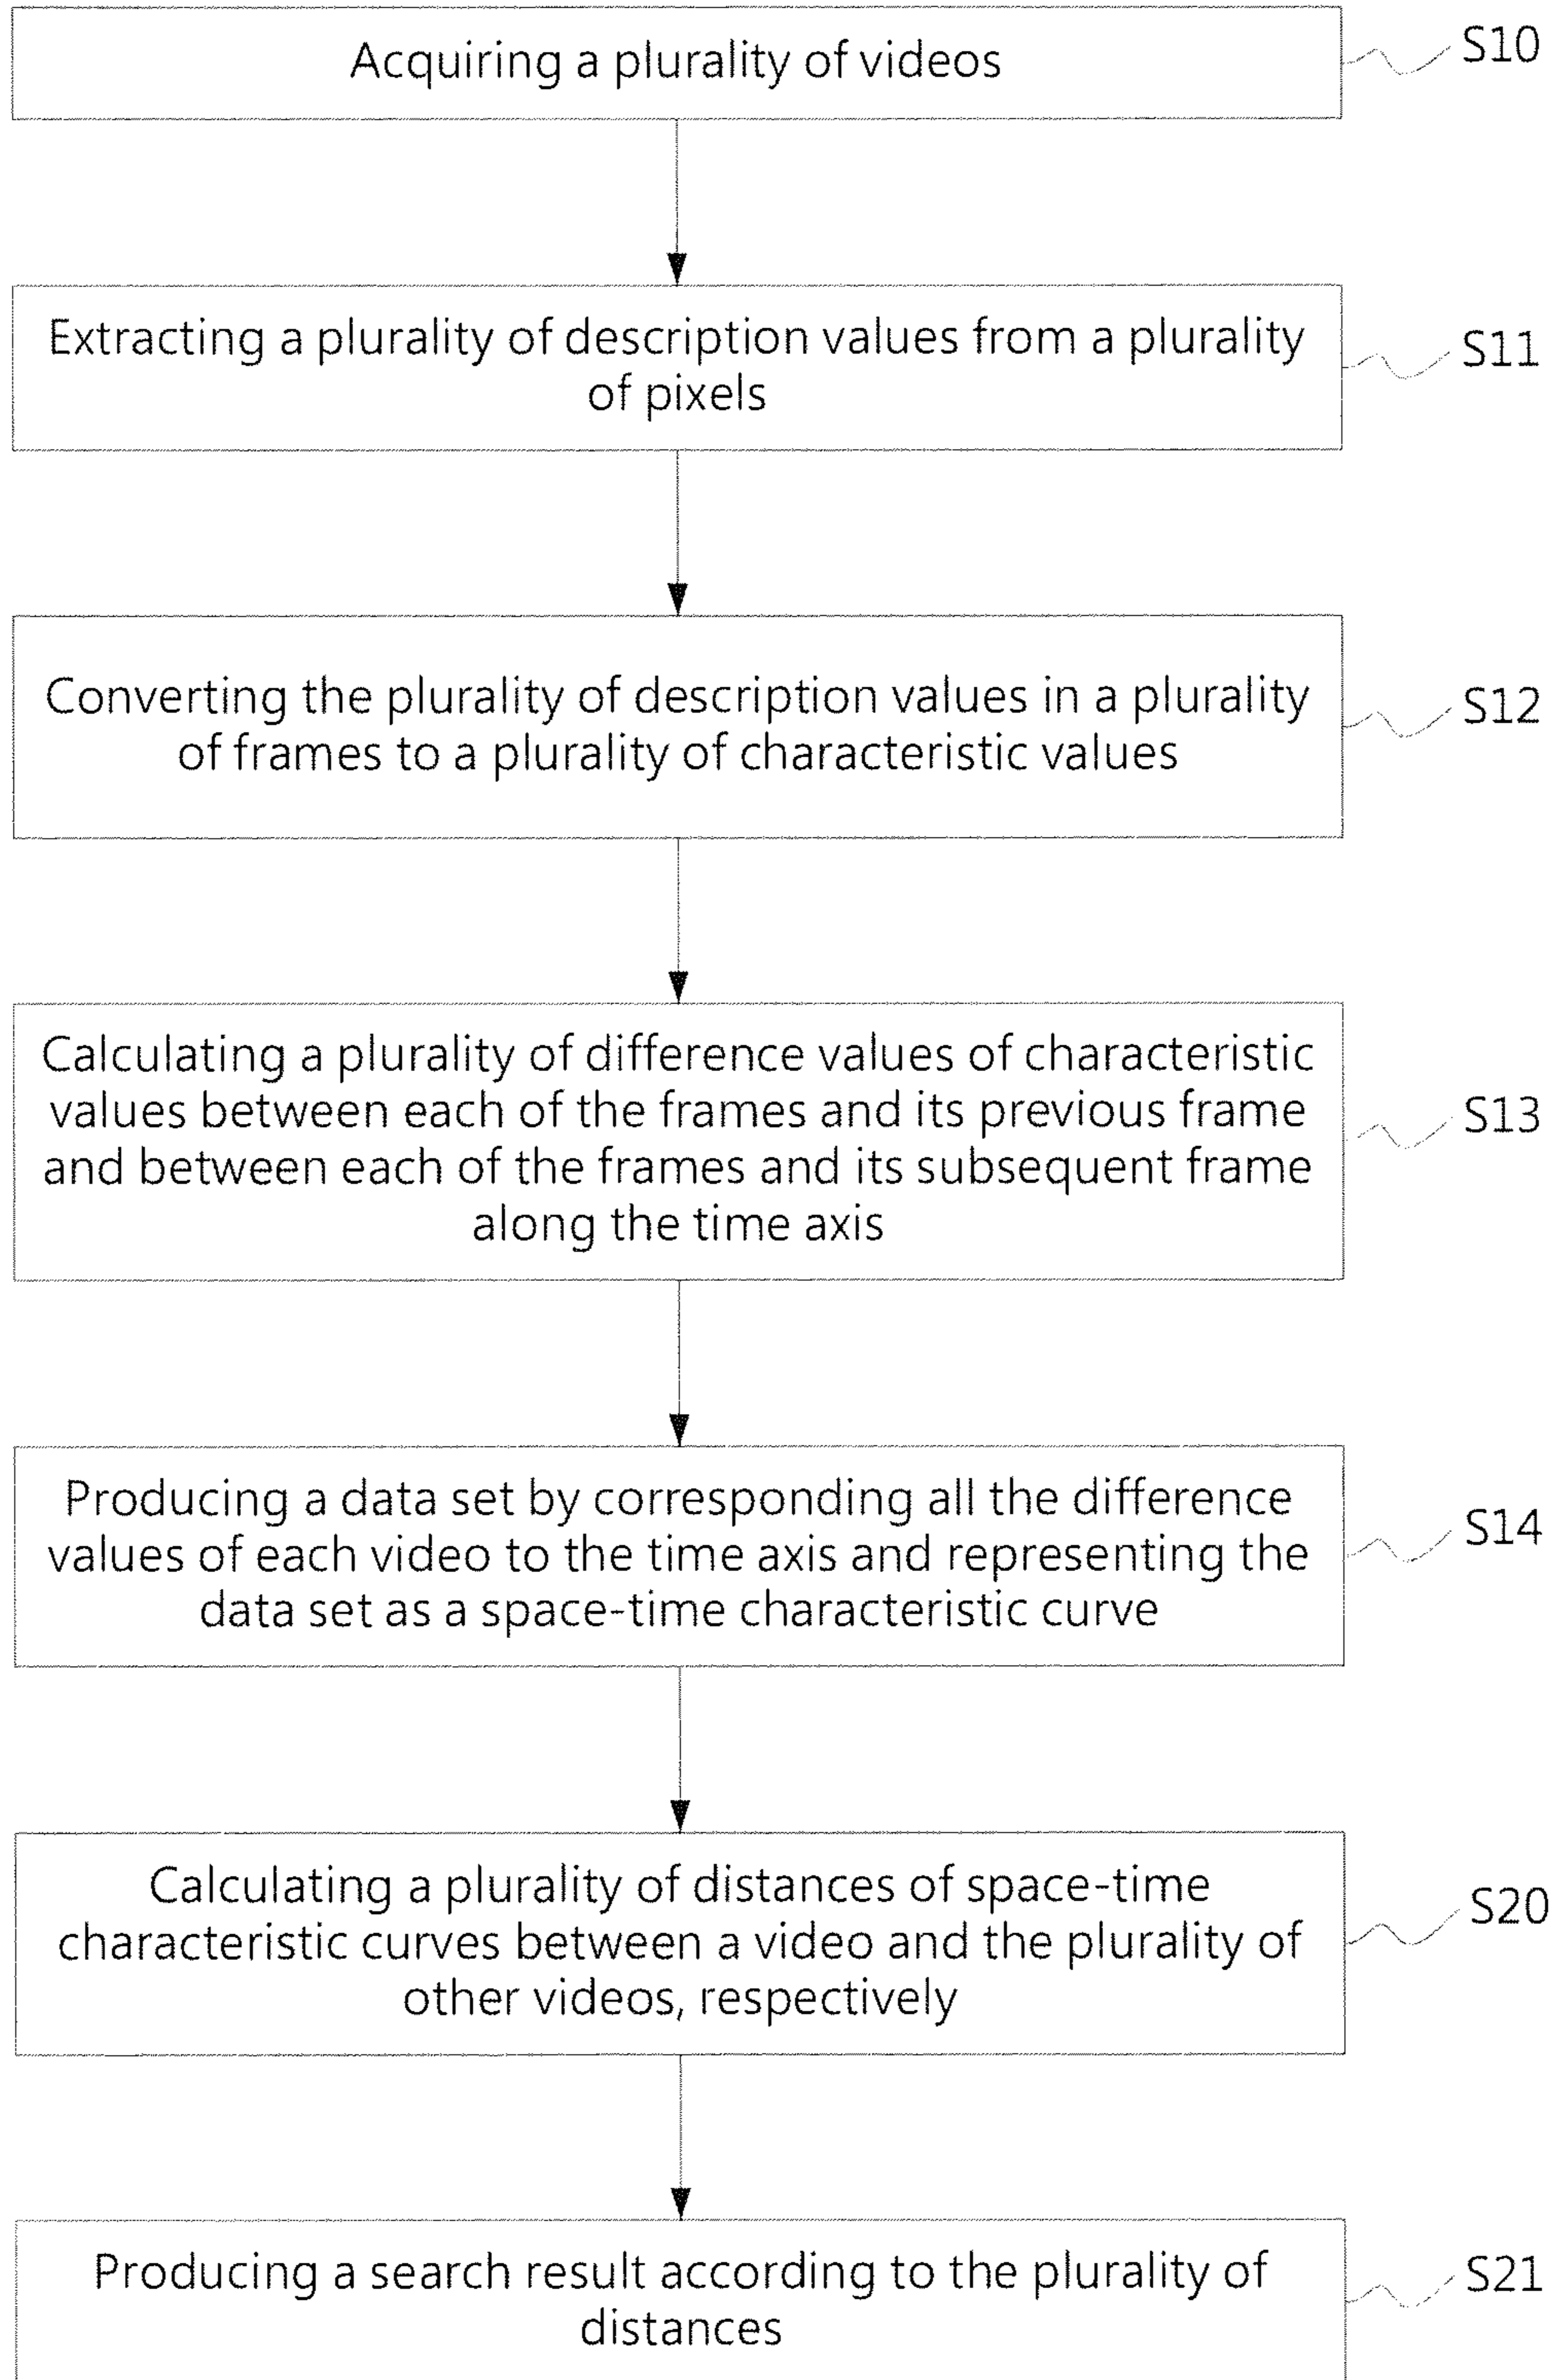 Acquiring a plurality of videos
S10
Extracting a plurality of description values from a plurality
of pixels
S11
Converting the plurality of description values in a plurality
of frames to a plurality of characteristic values
S12
Calculating a plurality of difference values of characteristic
values between each of the frames and its previous frame
and between each of the frames and its subsequent frame
along the time axis
S13
Producing a data set by corresponding all the difference
values of each video to the time axis and representing the
data set as a space-time characteristic curve
S14
Calculating a plurality of distances of space-time
characteristic curves between a video and the plurality of
other videos, respectively
S20
Producing a search result according to the plurality of
distances
S21